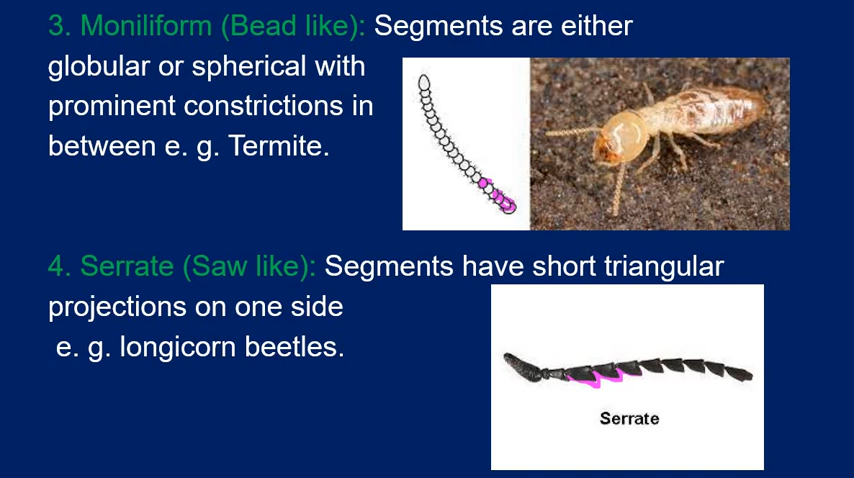 3. Moniliform (Bead like): Segments are either
globular or spherical with
prominent constrictions in
between e. g. Termite.
4. Serrate (Saw like): Segments have short triangular
projections on one side
e. g. longicorn beetles.
Serrate